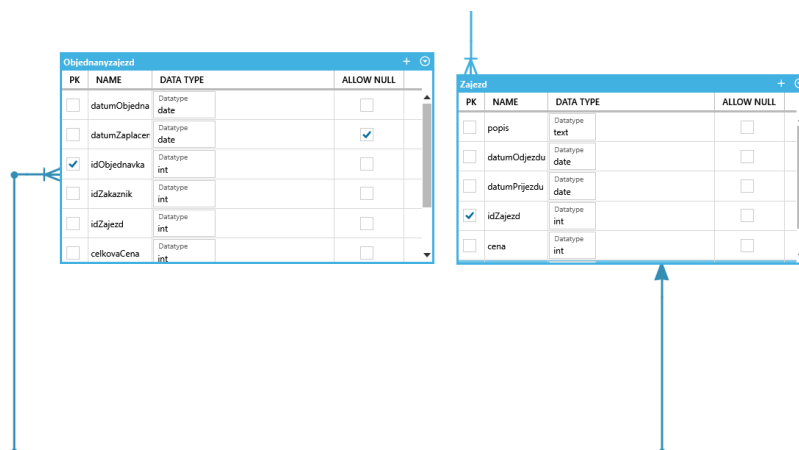 Objednanyzajezd
PK NAME DATA TYPE ALLOW NULL
datumObjedna Datatype date
datumZaplacen Datatype date
idObjednavka Datatype int
idZakaznik Datatype int
idZajezd Datatype int
celkovaCena Datatype int
Zajezd
PK NAME DATA TYPE ALLOW NULL
popis Datatype text
datumOdjezdu Datatype date
datumPrijezdu Datatype date
idZajezd Datatype int
cena Datatype int